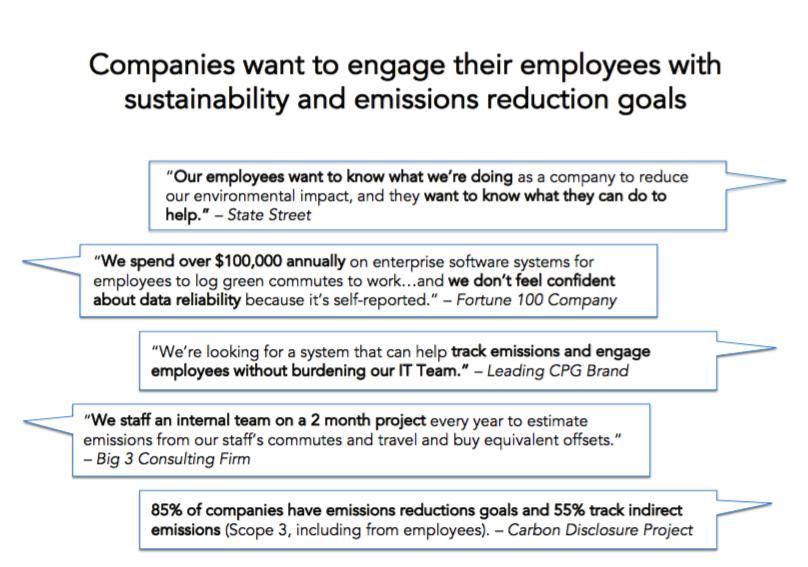 Companies want to engage their employees with
sustainability and emissions reduction goals
“Our employees want to know what we’re doing as a company to reduce
our environmental impact, and they want to know what they can do to
help.” – State Street
“We spend over $100,000 annually on enterprise software systems for
employees to log green commutes to work…and we don’t feel confident
about data reliability because it’s self-reported.” – Fortune 100 Company
“We’re looking for a system that can help track emissions and engage
employees without burdening our IT Team.” – Leading CPG Brand
“We staff an internal team on a 2 month project every year to estimate
emissions from our staff’s commutes and travel and buy equivalent offsets.”
– Big 3 Consulting Firm
85% of companies have emissions reductions goals and 55% track indirect
emissions (Scope 3, including from employees). – Carbon Disclosure Project